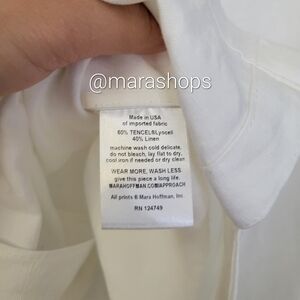 @marashops
Made in USA
of imported fabric
60% TENCEL®/Lyocell
40% Linen
machine wash cold delicate,
do not bleach, lay flat to dry,
cool iron if needed or dry clean
WEAR MORE, WASH LESS
give this piece a long life.
MARAHOFFMAN.COM/APPROACH
All prints © Mara Hoffman, Inc.
RN 124749